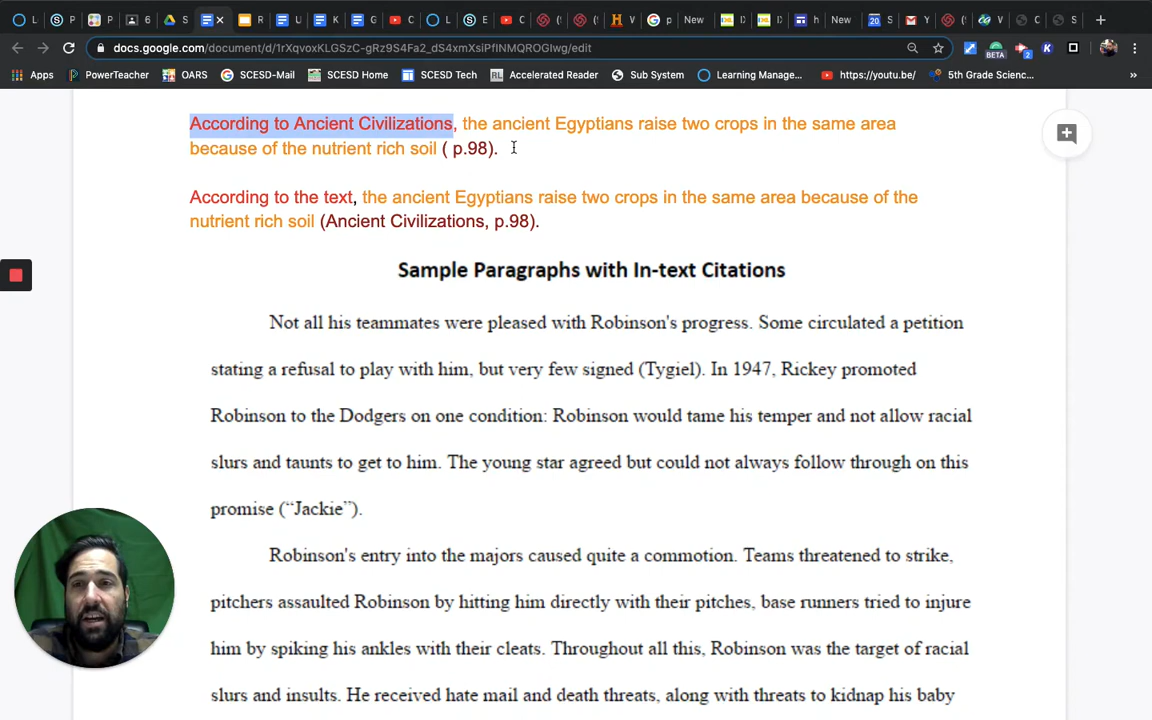 L P P 6 S R U K G C L S E C V p New D D h New 20 S Y V C S
docs.google.com/document/d/1rXqvoxKLGSzC-gRz9S4Fa2_dS4xmXsiPfINMQROGIwg/edit BETA 2
Apps PowerTeacher OARS SCESD-Mail SCESD Home SCESD Tech RL Accelerated Reader Sub System Learning Manage... https://youtu.be/ 5th Grade Scienc... »
According to Ancient Civilizations, the ancient Egyptians raise two crops in the same area
because of the nutrient rich soil ( p.98).
According to the text, the ancient Egyptians raise two crops in the same area because of the
nutrient rich soil (Ancient Civilizations, p.98).
Sample Paragraphs with In-text Citations
Not all his teammates were pleased with Robinson's progress. Some circulated a petition
stating a refusal to play with him, but very few signed (Tygiel). In 1947, Rickey promoted
Robinson to the Dodgers on one condition: Robinson would tame his temper and not allow racial
slurs and taunts to get to him. The young star agreed but could not always follow through on this
promise (“Jackie”).
Robinson's entry into the majors caused quite a commotion. Teams threatened to strike,
pitchers assaulted Robinson by hitting him directly with their pitches, base runners tried to injure
him by spiking his ankles with their cleats. Throughout all this, Robinson was the target of racial
slurs and insults. He received hate mail and death threats, along with threats to kidnap his baby